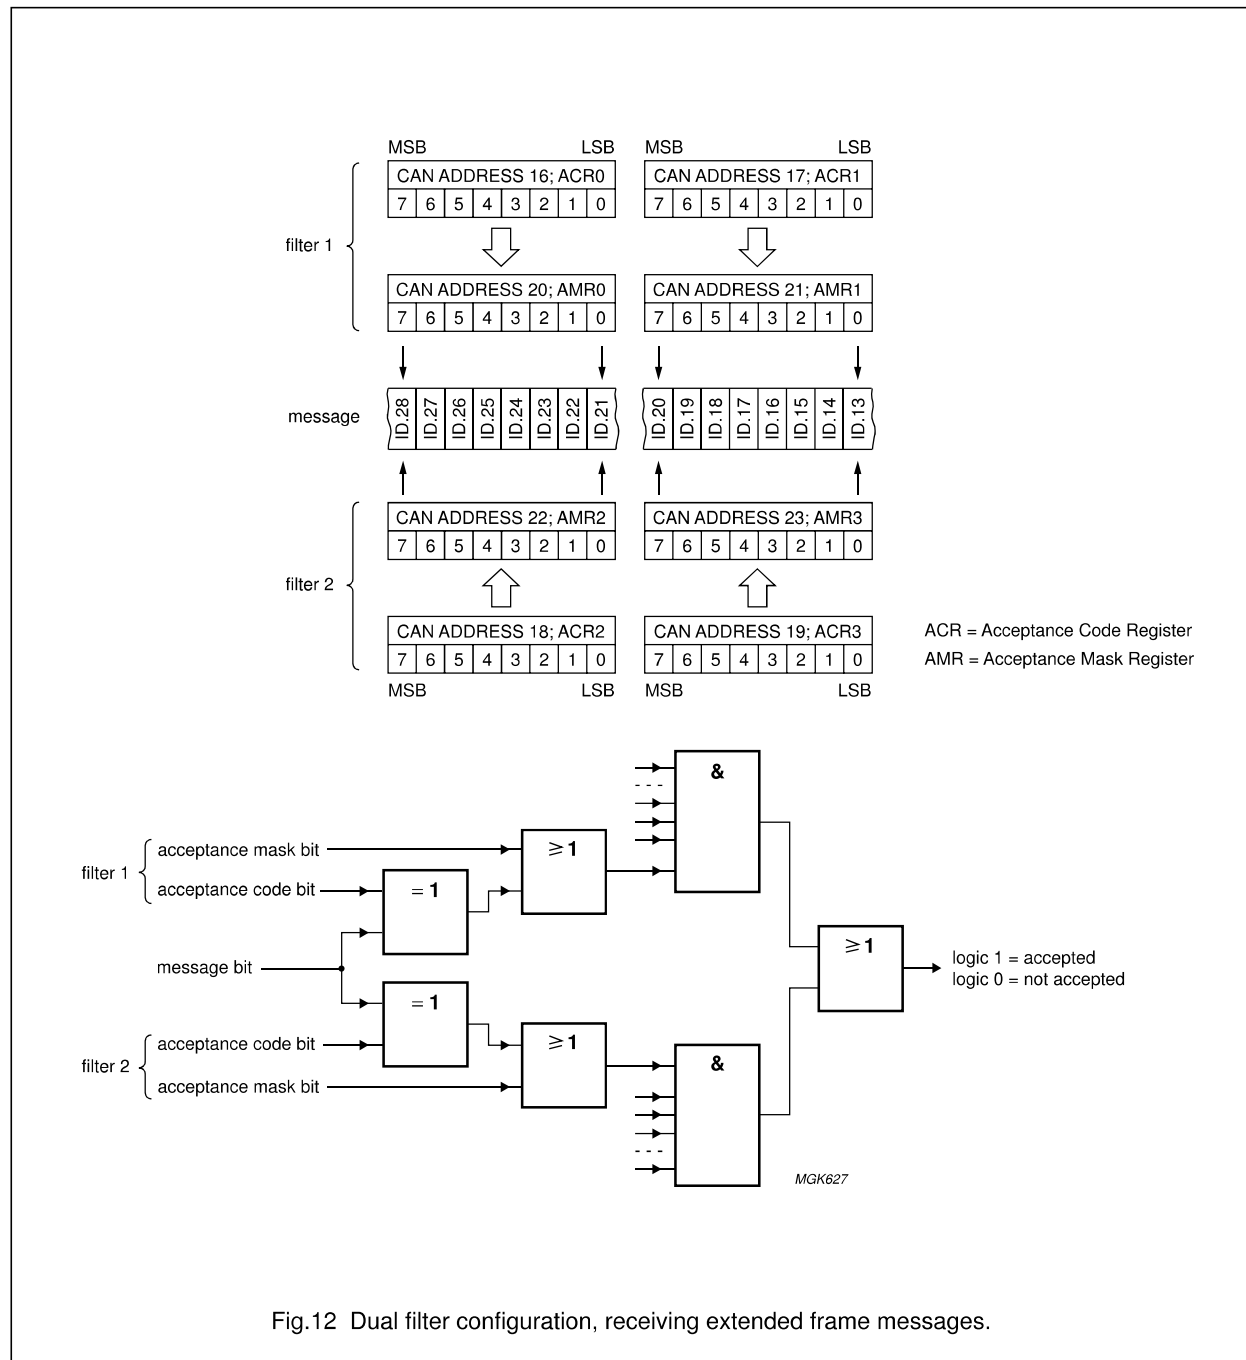 MSB LSB MSB LSB
CAN ADDRESS 16; ACR0 CAN ADDRESS 17; ACR1
7 6 5 4 3 2 1 0 7 6 5 4 3 2 1 0
filter 1
CAN ADDRESS 20; AMR0 CAN ADDRESS 21; AMR1
7 6 5 4 3 2 1 0 7 6 5 4 3 2 1 0
message ID.28 ID.27 ID.26 ID.25 ID.24 ID.23 ID.22 ID.21 ID.20 ID.19 ID.18 ID.17 ID.16 ID.15 ID.14 ID.13
CAN ADDRESS 22; AMR2 CAN ADDRESS 23; AMR3
7 6 5 4 3 2 1 0 7 6 5 4 3 2 1 0
filter 2
CAN ADDRESS 18; ACR2 CAN ADDRESS 19; ACR3
7 6 5 4 3 2 1 0 7 6 5 4 3 2 1 0
MSB LSB MSB LSB
ACR = Acceptance Code Register
AMR = Acceptance Mask Register
&
filter 1
acceptance mask bit
≥ 1
acceptance code bit
= 1
message bit
≥ 1
logic 1 = accepted
logic 0 = not accepted
= 1
filter 2
acceptance code bit
≥ 1
acceptance mask bit
&
MGK627
Fig.12 Dual filter configuration, receiving extended frame messages.